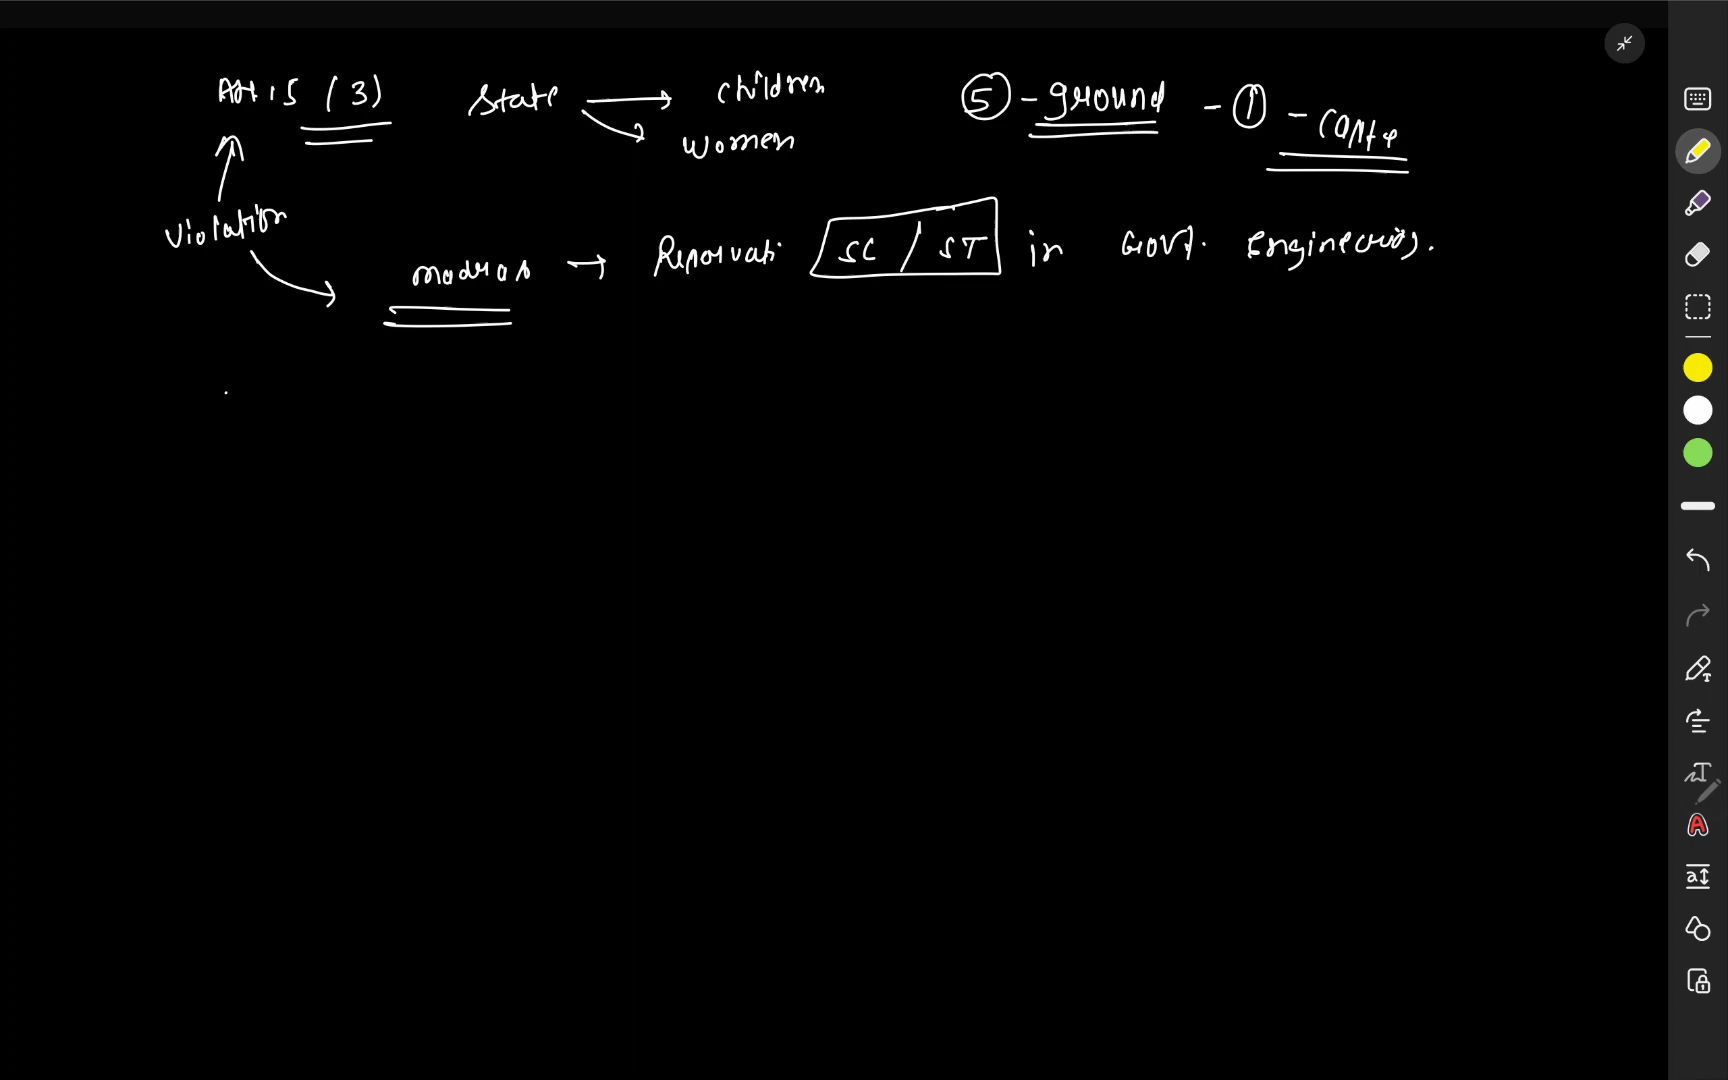 Art 15 (3) State → children 5 - ground - 1 - caste
women
violation
madras → Reservati SC / ST in Govt. Engineering.